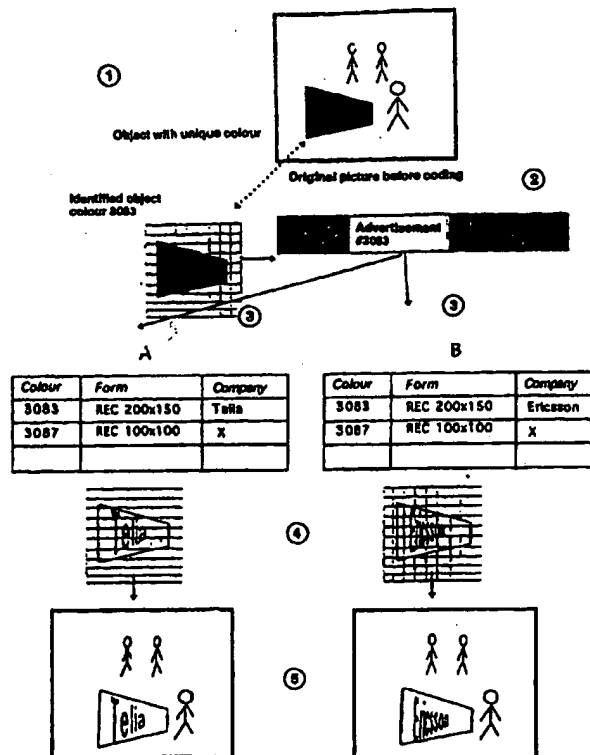 ①
Object with unique colour
Original picture before coding
Identified object
colour 3083
②
Advertisement
#3083
③
③
A
B
Colour Form Company
3083 REC 200x150 Telia
3087 REC 100x100 X
Colour Form Company
3083 REC 200x150 Ericsson
3087 REC 100x100 X
Telia
④
Ericsson
⑤
Telia
Ericsson